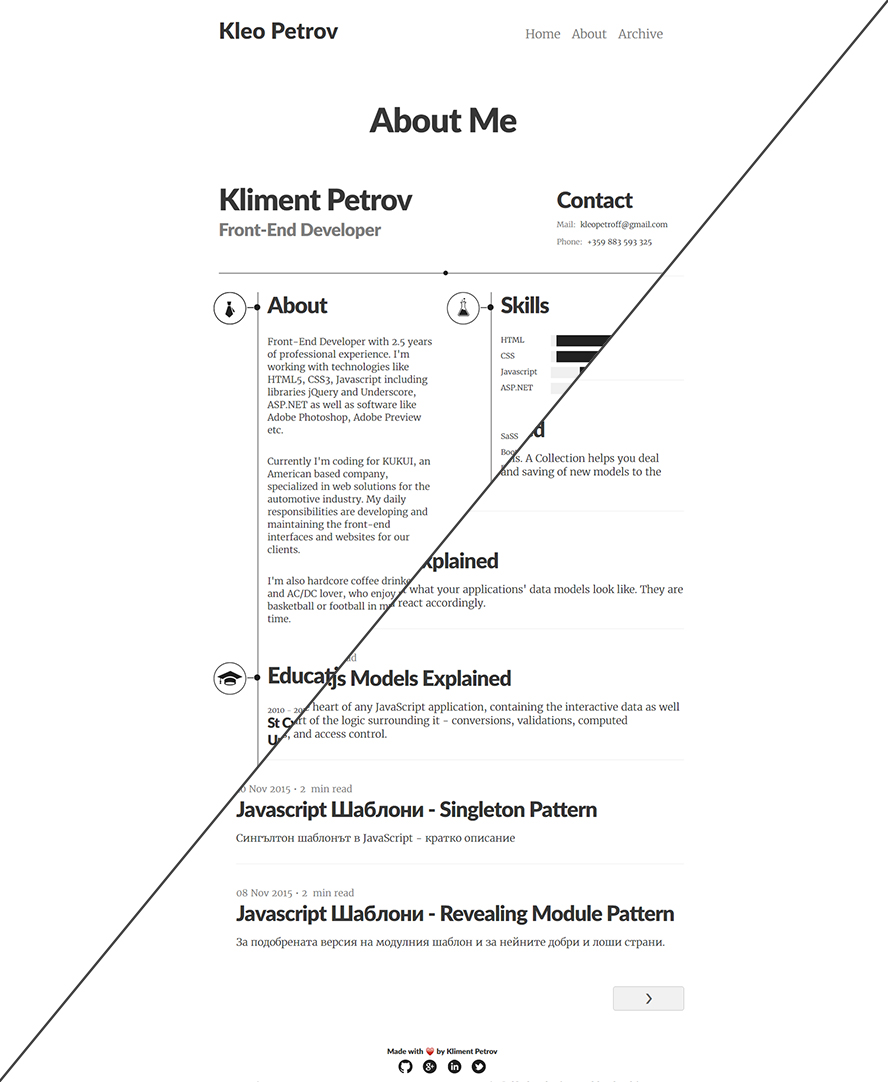 Kleo Petrov
Home About Archive
About Me
Kliment Petrov
Front-End Developer
Contact
Mail: kleopetroff@gmail.com
Phone: +359 883 593 325
About
Front-End Developer with 2.5 years
of professional experience. I'm
working with technologies like
HTML5, CSS3, Javascript including
libraries jQuery and Underscore,
ASP.NET as well as software like
Adobe Photoshop, Adobe Preview
etc.
Currently I'm coding for KUKUI, an
American based company,
specialized in web solutions for the
automotive industry. My daily
responsibilities are developing and
maintaining the front-end
interfaces and websites for our
clients.
I'm also hardcore coffee drinke
and AC/DC lover, who enjoy
basketball or football in m
time.
Skills
HTML
CSS
Javascript
ASP.NET
SaSS
Boo
d
ls. A Collection helps you deal
and saving of new models to the
xplained
what your applications' data models look like. They are
react accordingly.
Educati
2010 - 20
St C
U
ad
.js Models Explained
heart of any JavaScript application, containing the interactive data as well
rt of the logic surrounding it - conversions, validations, computed
, and access control.
0 Nov 2015 • 2 min read
Javascript Шаблони - Singleton Pattern
Сингълтон шаблонът в JavaScript - кратко описание
08 Nov 2015 • 2 min read
Javascript Шаблони - Revealing Module Pattern
За подобрената версия на модулния шаблон и за нейните добри и лоши страни.
Made with ❤ by Kliment Petrov